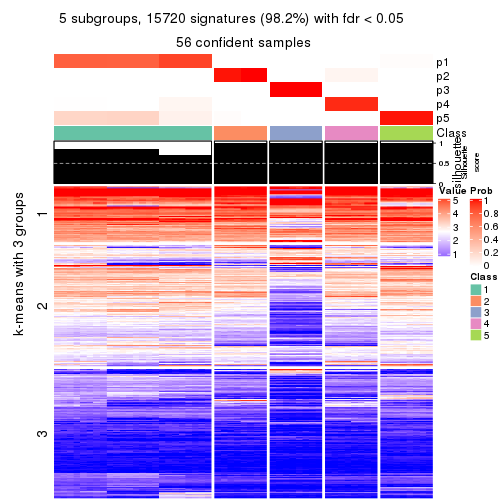 5 subgroups, 15720 signatures (98.2%) with fdr < 0.05
56 confident samples
p1
p2
p3
p4
p5
Class
1
0.5
0
silhouette
Silhouette
score
k-means with 3 groups
1
2
3
Value
5
4
3
2
1
Prob
1
0.8
0.6
0.4
0.2
0
Class
1
2
3
4
5